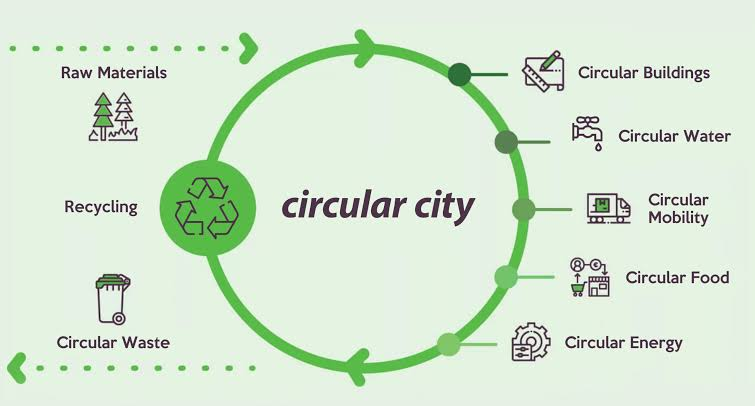 Raw Materials
Recycling
Circular Waste
circular city
Circular Buildings
Circular Water
Circular
Mobility
Circular Food
Circular Energy